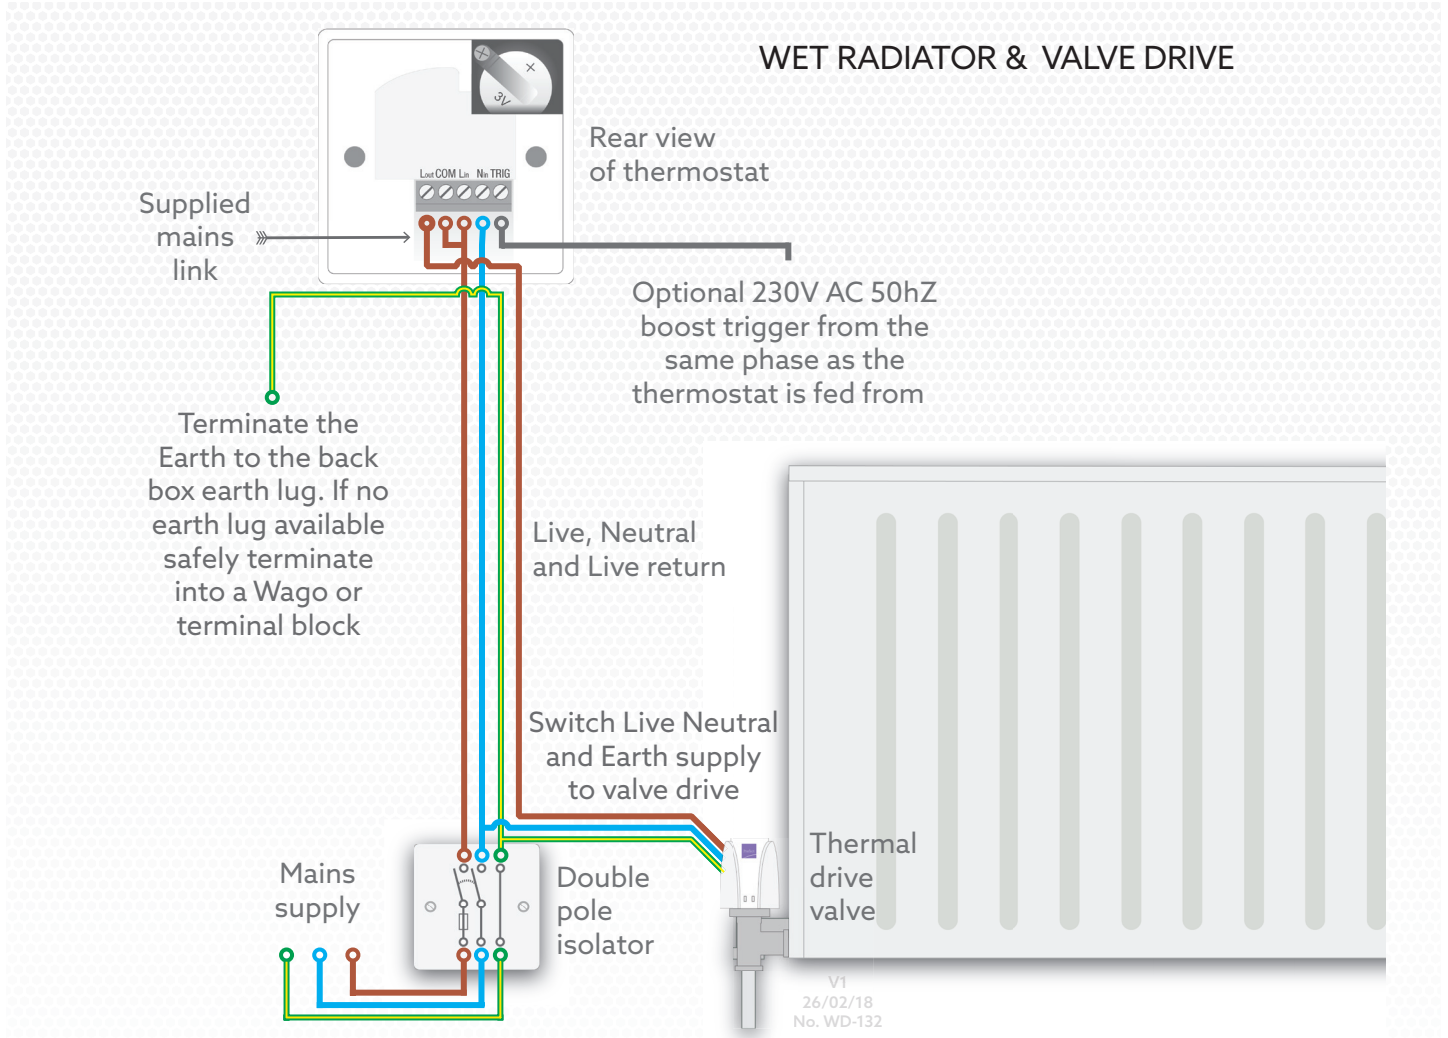 WET RADIATOR & VALVE DRIVE
+
3V
Rear view
of thermostat
Lout COM Lin Nin TRIG
Supplied
mains
link
Optional 230V AC 50hZ
boost trigger from the
same phase as the
thermostat is fed from
Terminate the
Earth to the back
box earth lug. If no
earth lug available
safely terminate
into a Wago or
terminal block
Live, Neutral
and Live return
Switch Live Neutral
and Earth supply
to valve drive
Thermal
drive
valve
Mains
supply
Double
pole
isolator
V1
26/02/18
No. WD-132